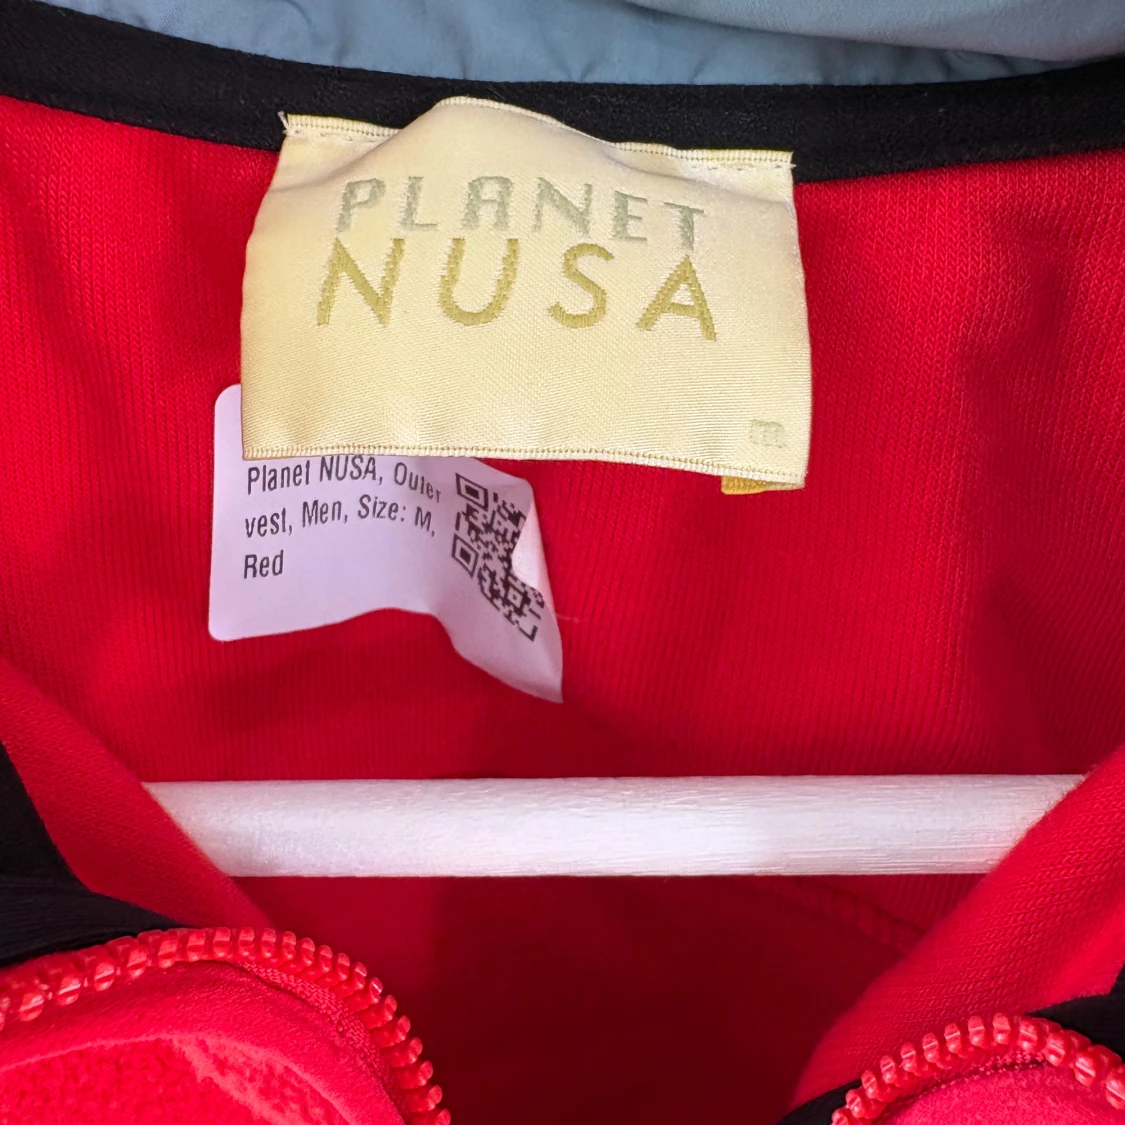 PLANET
NUSA
m.
Planet NUSA, Outer
vest, Men, Size: M,
Red